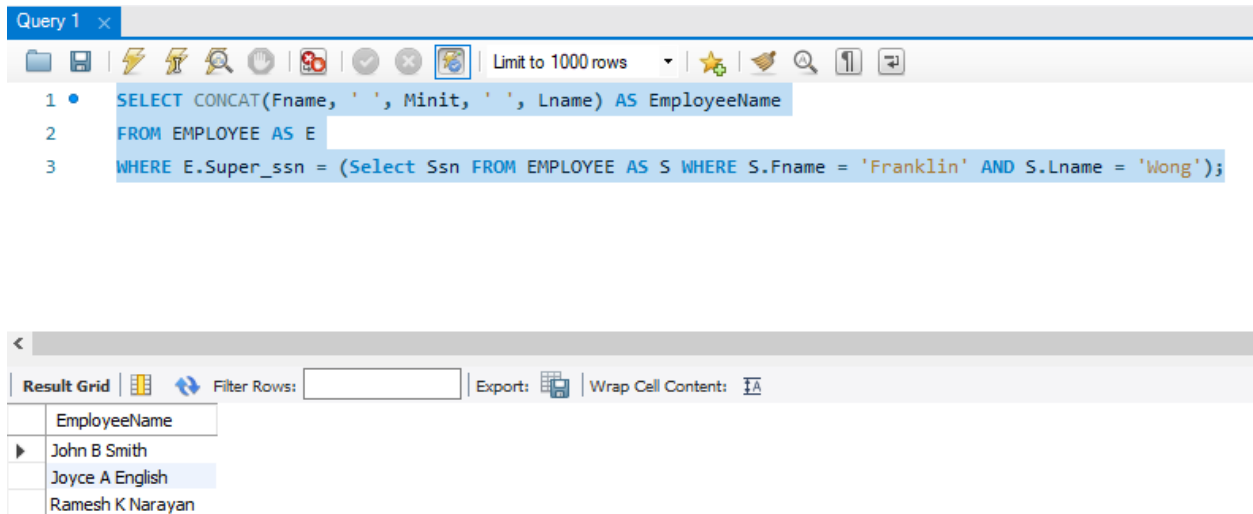 Query 1
Limit to 1000 rows
1 SELECT CONCAT(Fname, ' ', Minit, ' ', Lname) AS EmployeeName
2 FROM EMPLOYEE AS E
3 WHERE E.Super_ssn = (Select Ssn FROM EMPLOYEE AS S WHERE S.Fname = 'Franklin' AND S.Lname = 'Wong');
Result Grid Filter Rows: Export: Wrap Cell Content: IA
EmployeeName
John B Smith
Joyce A English
Ramesh K Narayan